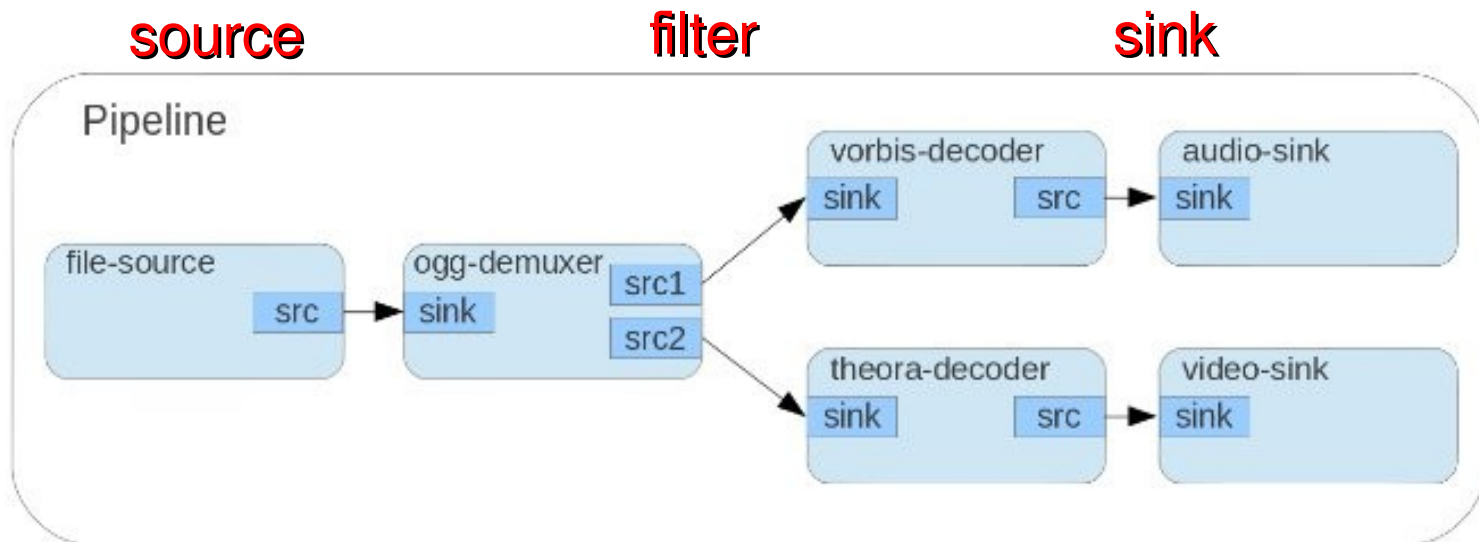 source
filter
sink
Pipeline
file-source
src
ogg-demuxer
sink
src1
src2
vorbis-decoder
sink
src
audio-sink
sink
theora-decoder
sink
src
video-sink
sink